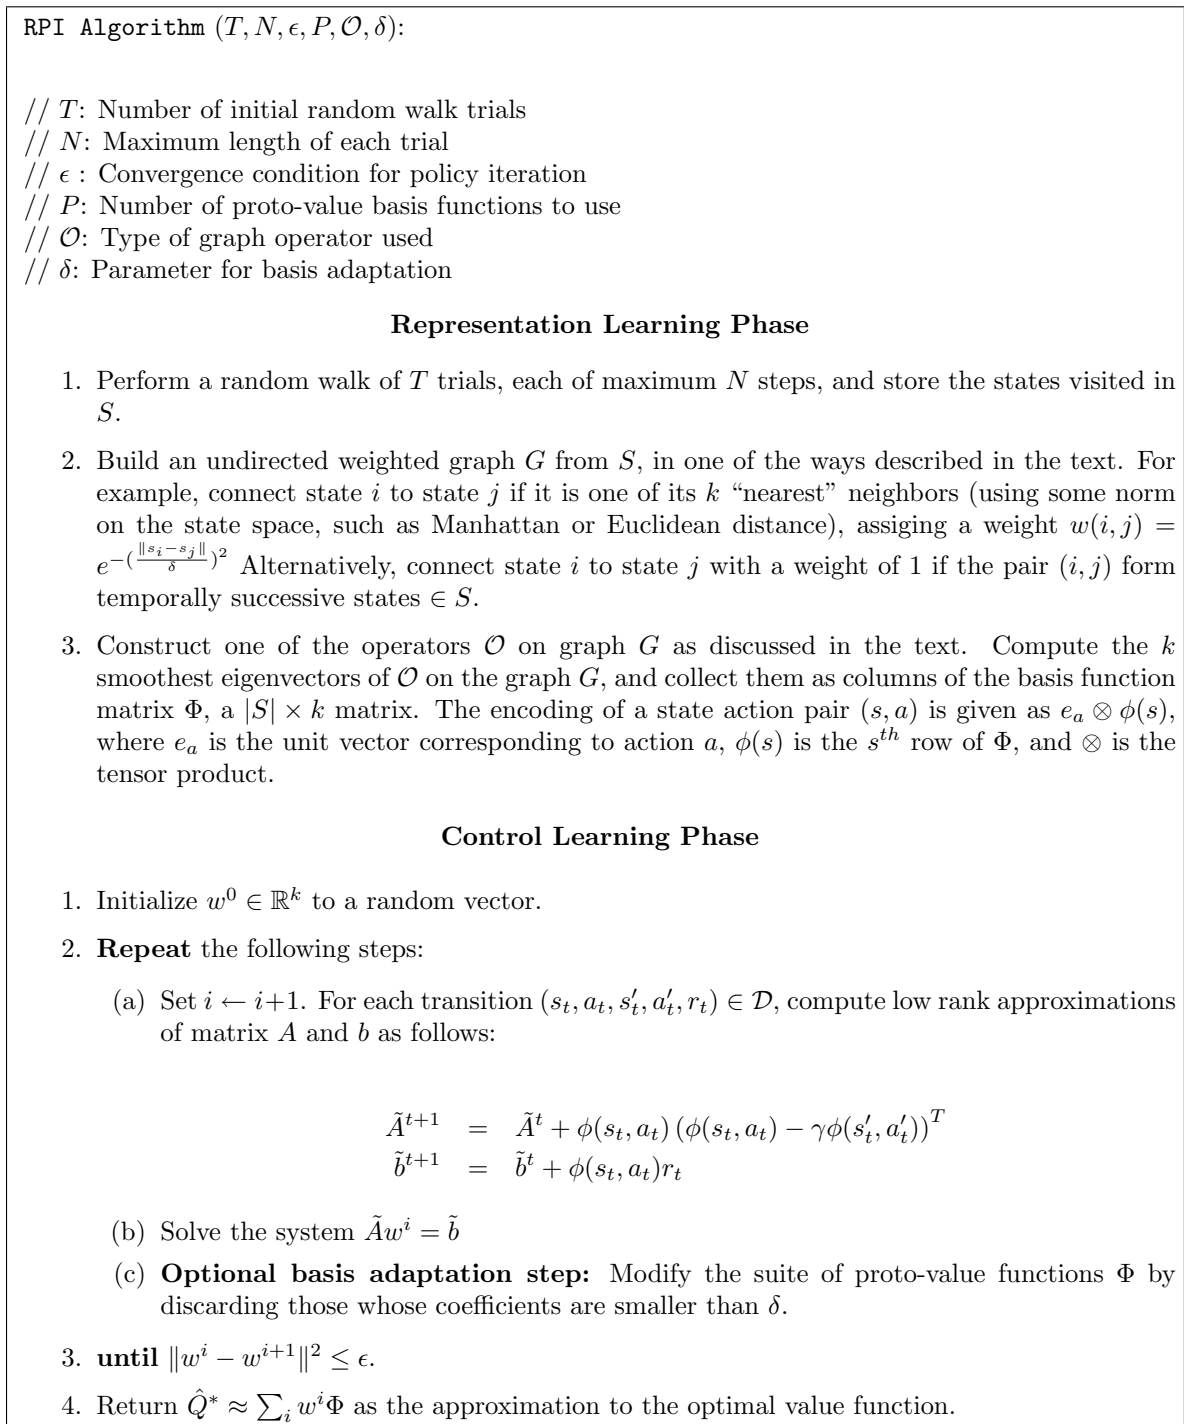 RPI Algorithm (T, N, ϵ, P, 𝒪, δ):
// T: Number of initial random walk trials
// N: Maximum length of each trial
// ϵ : Convergence condition for policy iteration
// P: Number of proto-value basis functions to use
// 𝒪: Type of graph operator used
// δ: Parameter for basis adaptation
Representation Learning Phase
1. Perform a random walk of T trials, each of maximum N steps, and store the states visited in
S.
2. Build an undirected weighted graph G from S, in one of the ways described in the text. For
example, connect state i to state j if it is one of its k “nearest” neighbors (using some norm
on the state space, such as Manhattan or Euclidean distance), assiging a weight w(i, j) =
e^{-(\frac{‖s_i−s_j‖}{δ})^2} Alternatively, connect state i to state j with a weight of 1 if the pair (i, j) form
temporally successive states ∈ S.
3. Construct one of the operators 𝒪 on graph G as discussed in the text. Compute the k
smoothest eigenvectors of 𝒪 on the graph G, and collect them as columns of the basis function
matrix Φ, a |S| × k matrix. The encoding of a state action pair (s, a) is given as e_a ⊗ φ(s),
where e_a is the unit vector corresponding to action a, φ(s) is the s^{th} row of Φ, and ⊗ is the
tensor product.
Control Learning Phase
1. Initialize w^0 ∈ ℝ^k to a random vector.
2. Repeat the following steps:
(a) Set i ← i+1. For each transition (s_t, a_t, s'_t, a'_t, r_t) ∈ 𝒟, compute low rank approximations
of matrix A and b as follows:
Ã^{t+1} = Ã^t + φ(s_t, a_t) (φ(s_t, a_t) − γφ(s'_t, a'_t))^T
b̃^{t+1} = b̃^t + φ(s_t, a_t)r_t
(b) Solve the system Ãw^i = b̃
(c) Optional basis adaptation step: Modify the suite of proto-value functions Φ by
discarding those whose coefficients are smaller than δ.
3. until ‖w^i − w^{i+1}‖^2 ≤ ϵ.
4. Return Q̂^* ≈ ∑_i w^iΦ as the approximation to the optimal value function.